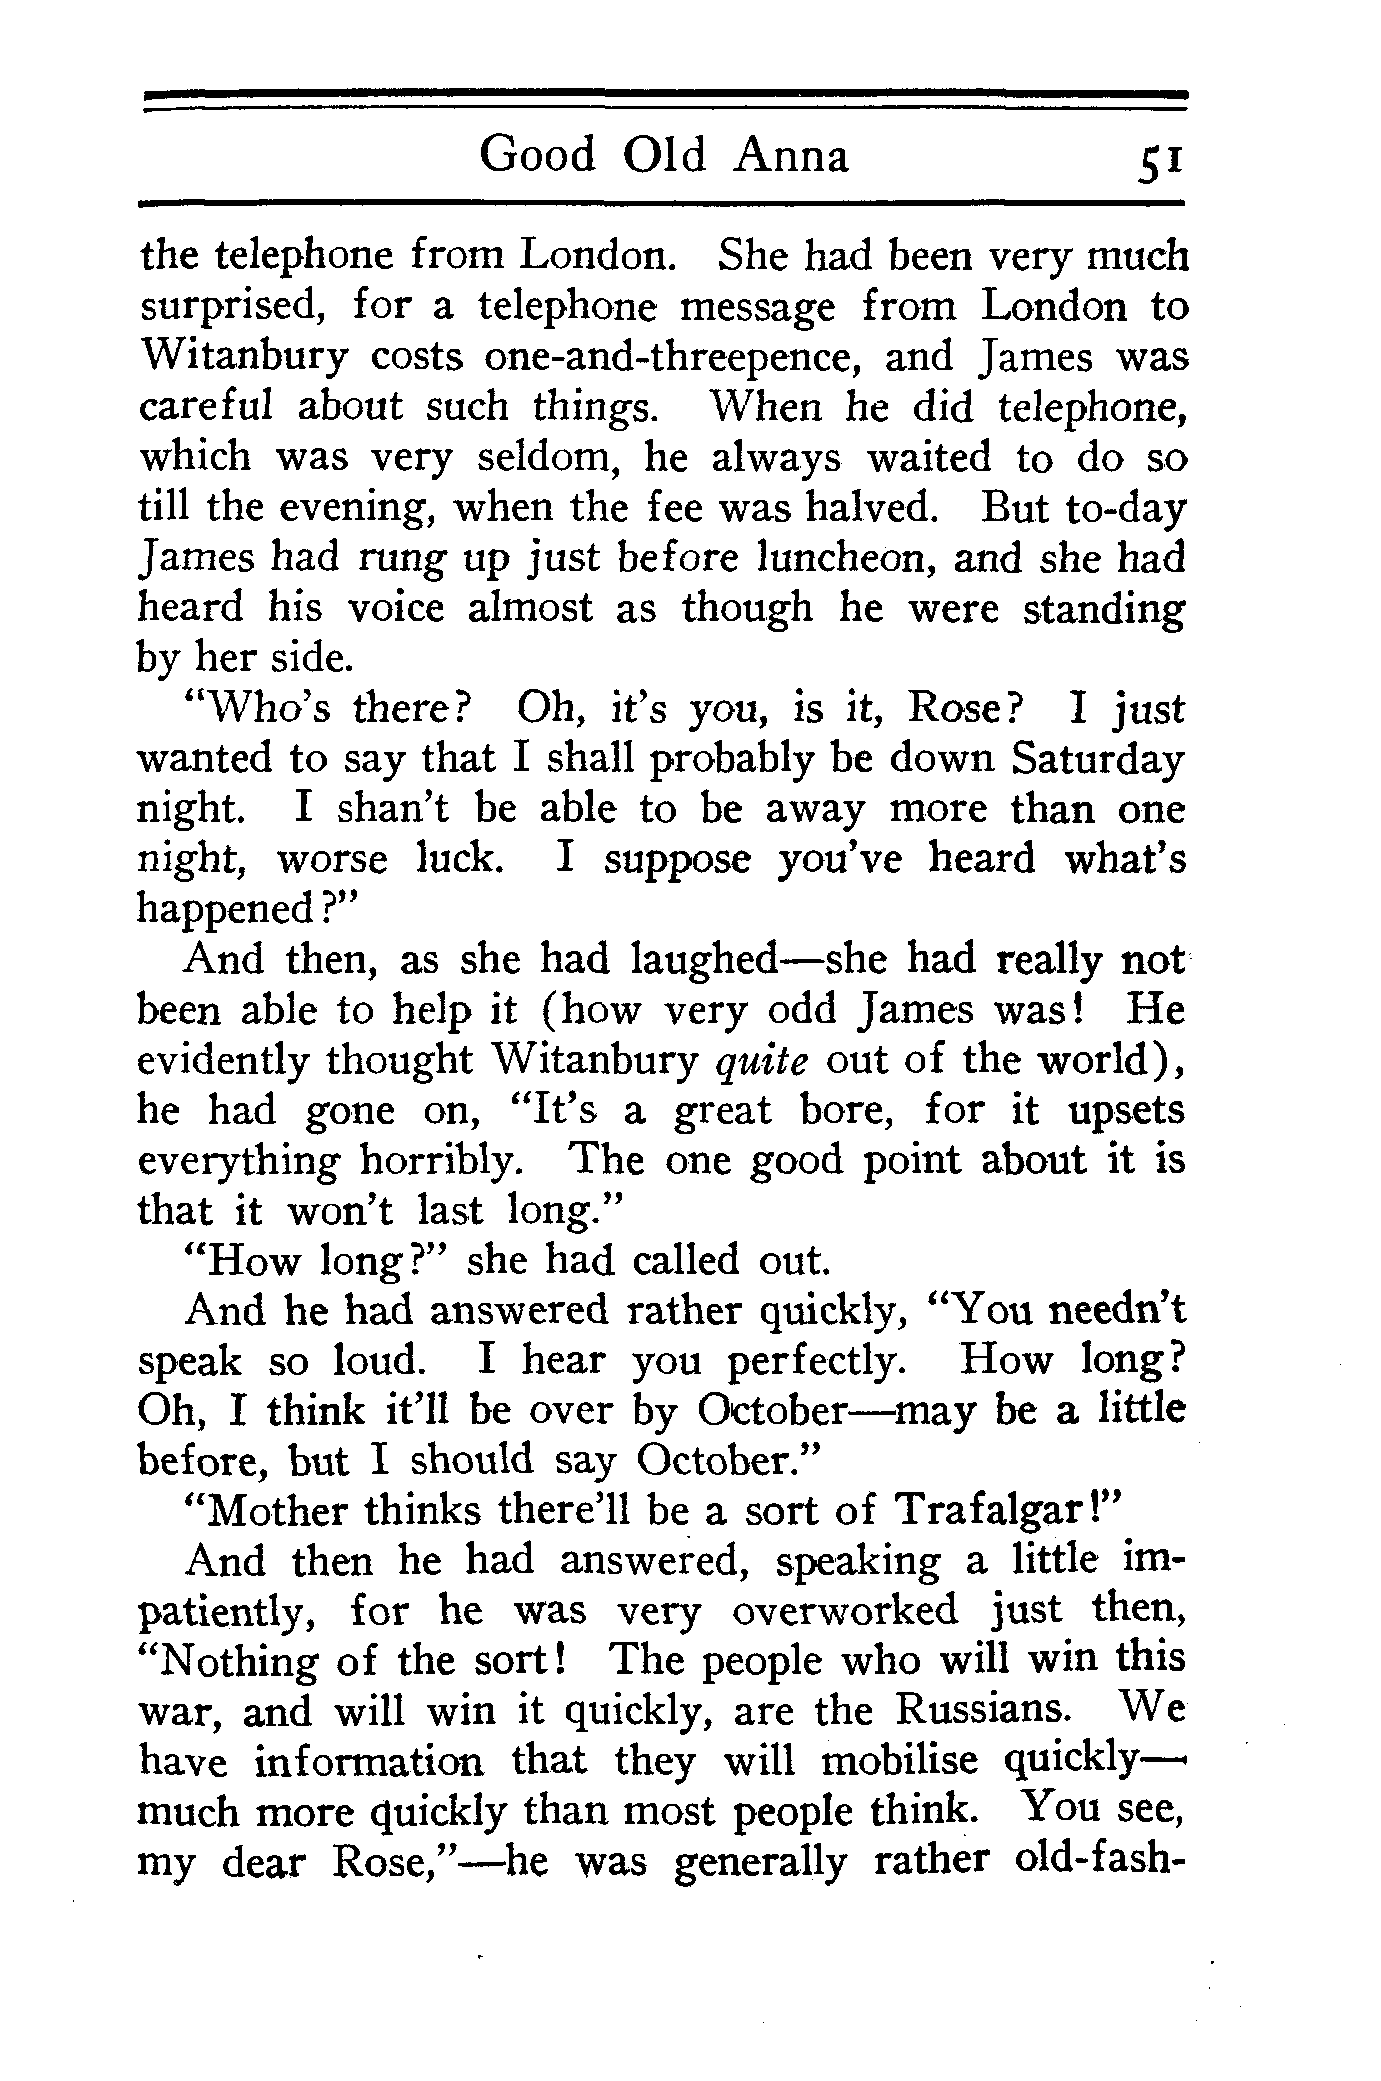 Good Old Anna 51
the telephone from London. She had been very much
surprised, for a telephone message from London to
Witanbury costs one-and-threepence, and James was
careful about such things. When he did telephone,
which was very seldom, he always waited to do so
till the evening, when the fee was halved. But to-day
James had rung up just before luncheon, and she had
heard his voice almost as though he were standing
by her side.
“Who’s there? Oh, it’s you, is it, Rose? I just
wanted to say that I shall probably be down Saturday
night. I shan’t be able to be away more than one
night, worse luck. I suppose you’ve heard what’s
happened?”
And then, as she had laughed—she had really not
been able to help it (how very odd James was! He
evidently thought Witanbury quite out of the world),
he had gone on, “It’s a great bore, for it upsets
everything horribly. The one good point about it is
that it won’t last long.”
“How long?” she had called out.
And he had answered rather quickly, “You needn’t
speak so loud. I hear you perfectly. How long?
Oh, I think it’ll be over by October—may be a little
before, but I should say October.”
“Mother thinks there’ll be a sort of Trafalgar!”
And then he had answered, speaking a little im-
patiently, for he was very overworked just then,
“Nothing of the sort! The people who will win this
war, and will win it quickly, are the Russians. We
have information that they will mobilise quickly—
much more quickly than most people think. You see,
my dear Rose,”—he was generally rather old-fash-